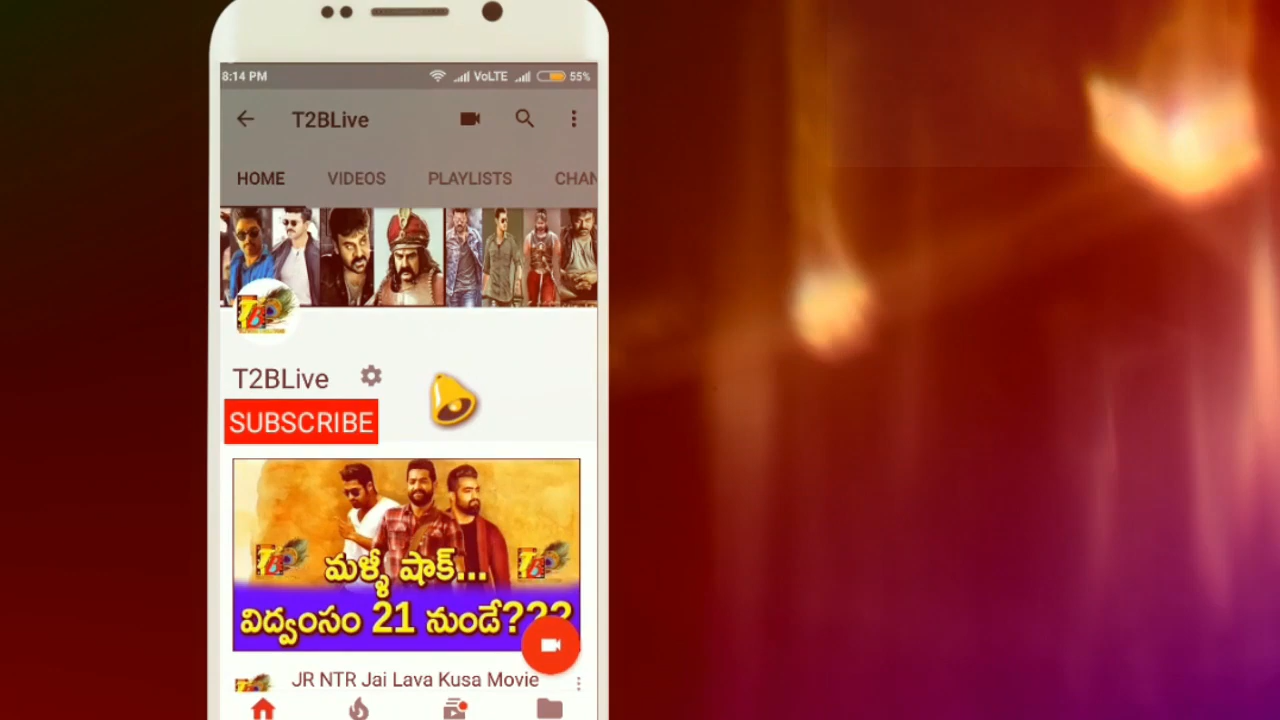 8:14 PM VoLTE 55%
T2BLive
HOME VIDEOS PLAYLISTS CHAN
T2BLive
SUBSCRIBE
మళ్ళీ షాక్...
విద్వంసం 21 నుండే???
JR NTR Jai Lava Kusa Movie